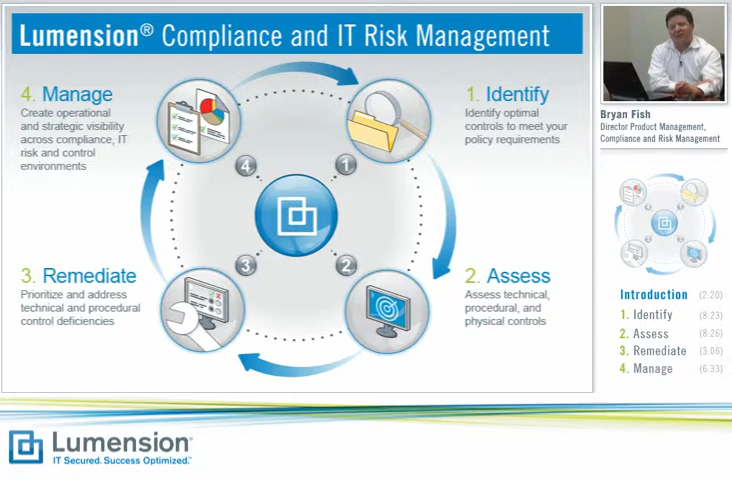 Lumension® Compliance and IT Risk Management
4. Manage
Create operational
and strategic visibility
across compliance, IT
risk and control
environments
1. Identify
Identify optimal
controls to meet your
policy requirements
4
1
3
2
3. Remediate
Prioritize and address
technical and procedural
control deficiencies
2. Assess
Assess technical,
procedural, and
physical controls
Bryan Fish
Director Product Management,
Compliance and Risk Management
Introduction (2:20)
1. Identify (8:23)
2. Assess (8:26)
3. Remediate (3:06)
4. Manage (6:33)
Lumension
IT Secured. Success Optimized.™